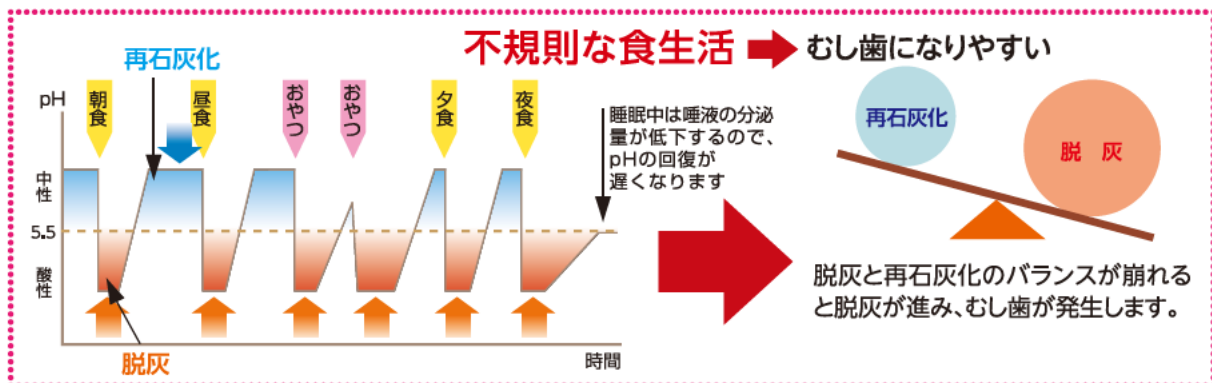 不規則な食生活
むし歯になりやすい
再石灰化
pH
朝食
昼食
おやつ
おやつ
夕食
夜食
睡眠中は唾液の分泌
量が低下するので、
pHの回復が
遅くなります
中性
5.5
酸性
脱灰
時間
再石灰化
脱 灰
脱灰と再石灰化のバランスが崩れる
と脱灰が進み、むし歯が発生します。